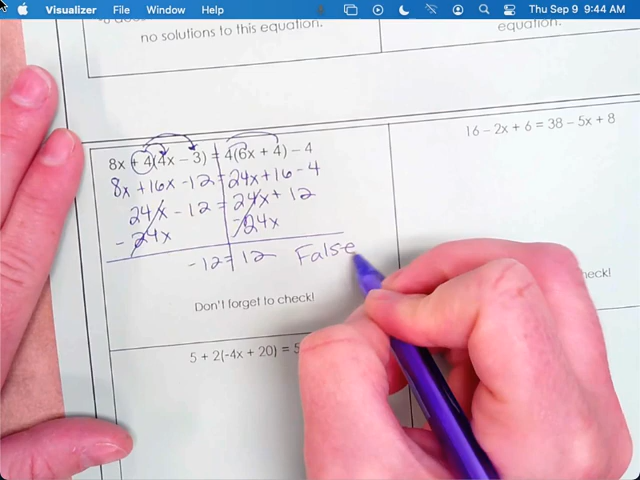 Visualizer File Window Help Thu Sep 9 9:44 AM
no solutions to this equation.
equation.
8x + 4(4x - 3) = 4(6x + 4) - 4
8x + 16x - 12 = 24x + 16 - 4
24x - 12 = 24x + 12
- 24x - 24x
-12 = 12 False
Don't forget to check!
16 – 2x + 6 = 38 – 5x + 8
heck!
5 + 2(-4x + 20) = 5